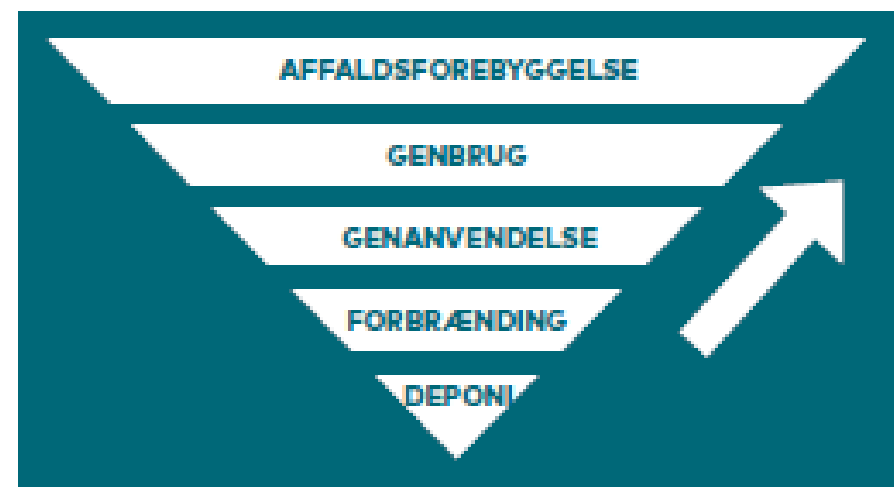 AFFALDSFOREBYGGELSE
GENBRUG
GENANVENDELSE
FORBRÆNDING
DEPONI